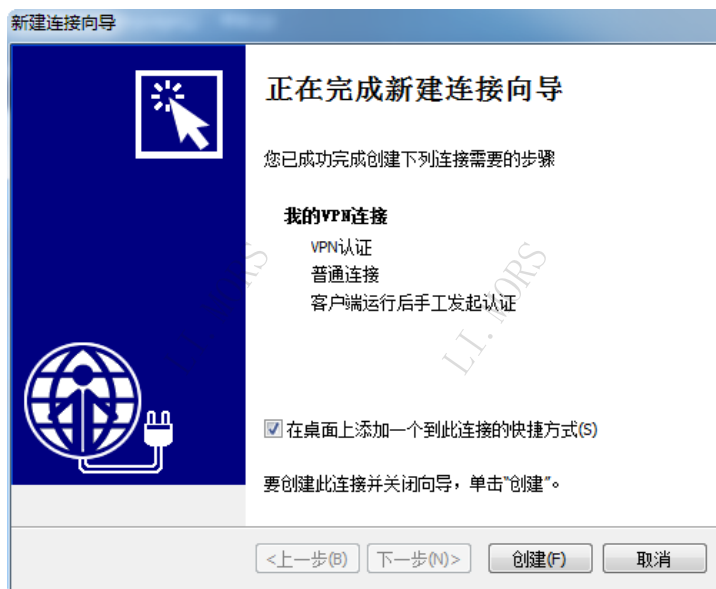 新建连接向导
正在完成新建连接向导
您已成功完成创建下列连接需要的步骤
我的VPN连接
VPN认证
普通连接
客户端运行后手工发起认证
LI.MORS
LI.MORS
在桌面上添加一个到此连接的快捷方式(S)
要创建此连接并关闭向导，单击“创建”。
<上一步(B)
下一步(N)>
创建(F)
取消